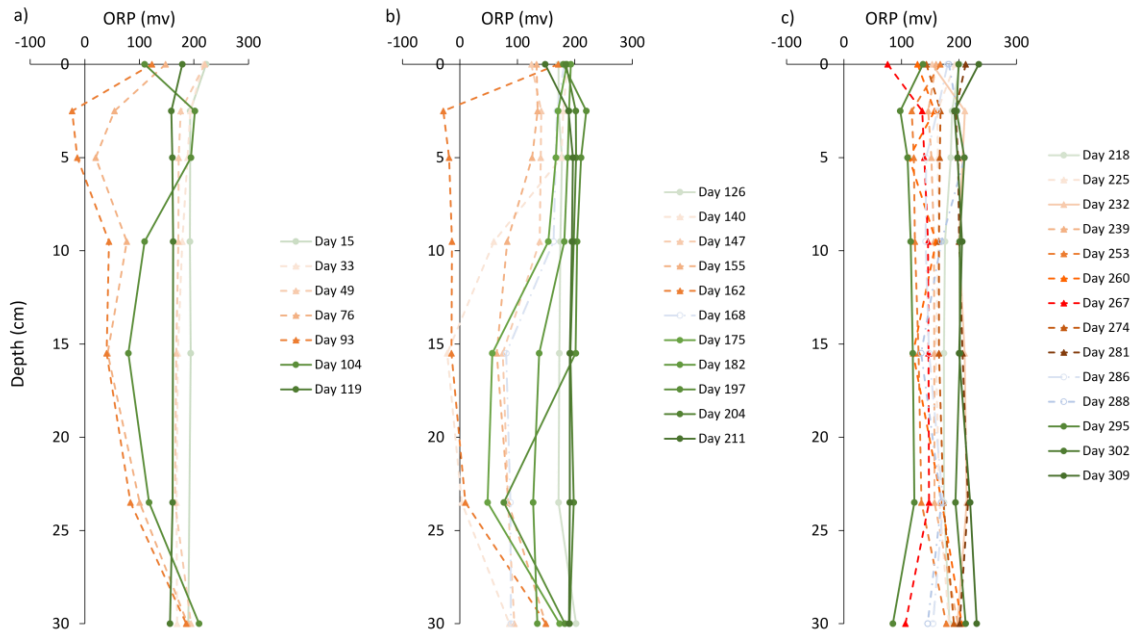 a)
ORP (mv)
-100 0 100 200 300
0
5
10
15
20
25
30
Depth (cm)
Day 15
Day 33
Day 49
Day 76
Day 93
Day 104
Day 119
b)
ORP (mv)
-100 0 100 200 300
0
5
10
15
20
25
30
Day 126
Day 140
Day 147
Day 155
Day 162
Day 168
Day 175
Day 182
Day 197
Day 204
Day 211
c)
ORP (mv)
-100 0 100 200 300
0
5
10
15
20
25
30
Day 218
Day 225
Day 232
Day 239
Day 253
Day 260
Day 267
Day 274
Day 281
Day 286
Day 288
Day 295
Day 302
Day 309